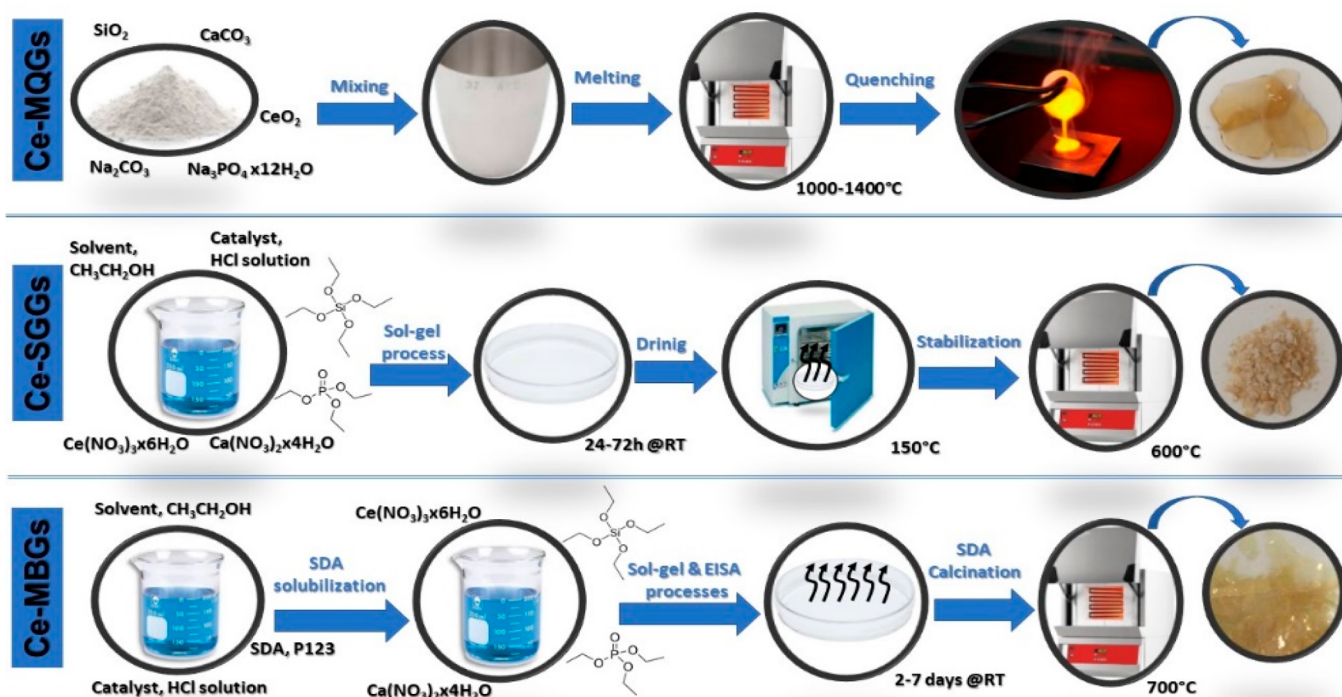 Ce-MQGs
SiO₂
CaCO₃
CeO₂
Na₂CO₃
Na₃PO₄ x12H₂O
Mixing
Melting
1000-1400°C
Quenching
Ce-SGGs
Solvent,
CH₃CH₂OH
Catalyst,
HCl solution
Ce(NO₃)₃x6H₂O
Ca(NO₃)₂x4H₂O
O
O
Si
O
O
O
O
P
O
O
Sol-gel
process
24-72h @RT
Drinig
150°C
Stabilization
600°C
Ce-MBGs
Solvent, CH₃CH₂OH
Catalyst, HCl solution
SDA
solubilization
SDA, P123
Ce(NO₃)₃x6H₂O
Ca(NO₃)₂x4H₂O
O
O
Si
O
O
O
O
P
O
O
Sol-gel & EISA
processes
2-7 days @RT
SDA
Calcination
700°C